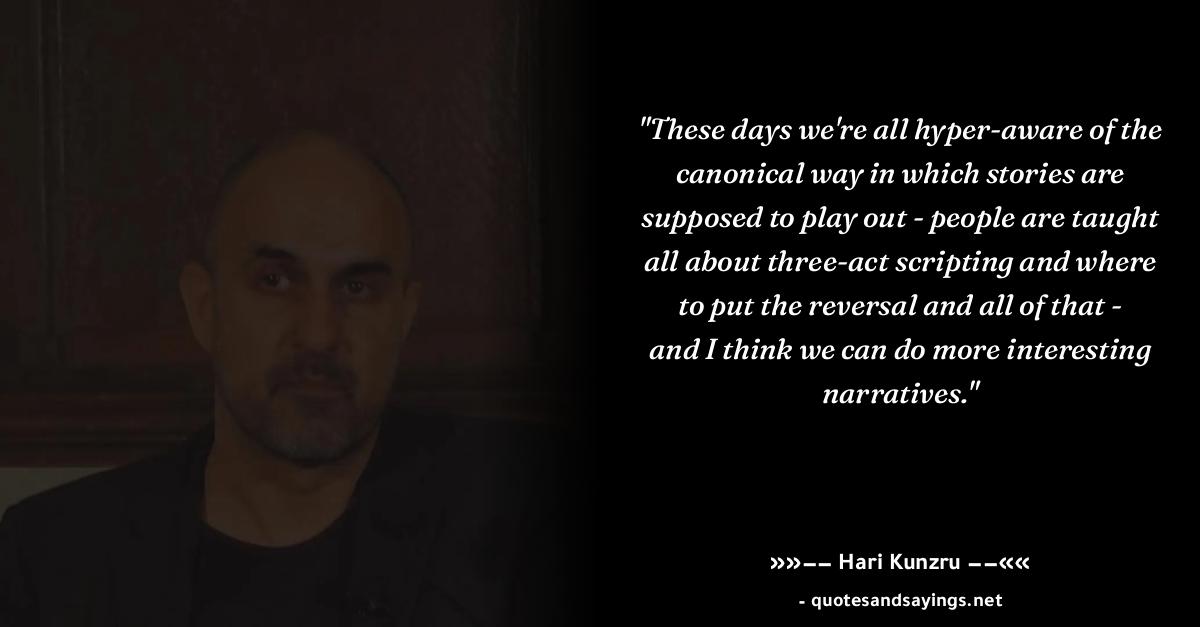 "These days we're all hyper-aware of the
canonical way in which stories are
supposed to play out - people are taught
all about three-act scripting and where
to put the reversal and all of that -
and I think we can do more interesting
narratives."
»»–– Hari Kunzru ––««
- quotesandsayings.net